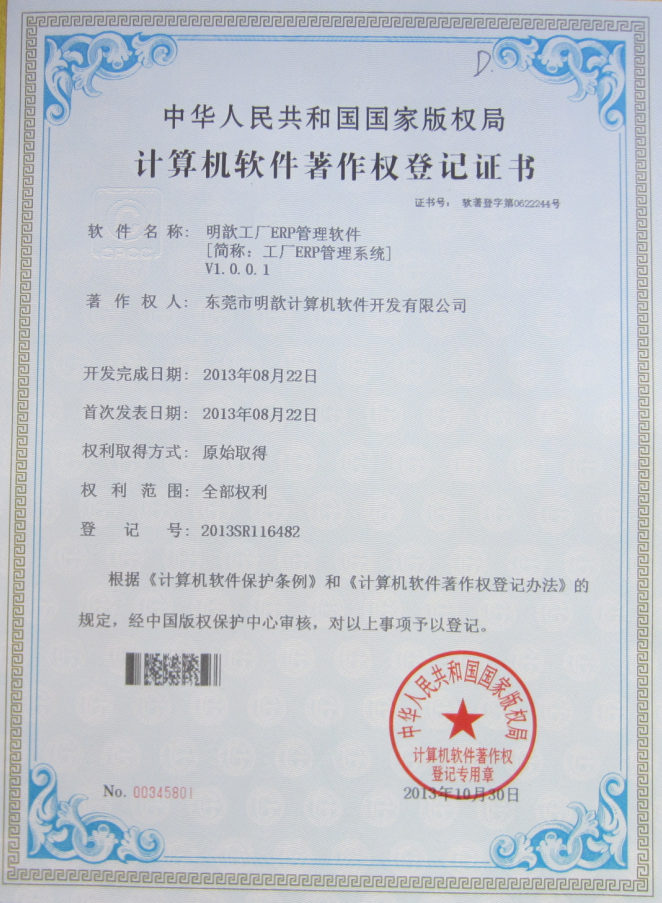 D.
中华人民共和国国家版权局
计算机软件著作权登记证书
证书号： 软著登字第0622244号
CPCC
软件名称： 明歆工厂ERP管理软件
[简称：工厂ERP管理系统]
V1.0.0.1
著作权人： 东莞市明歆计算机软件开发有限公司
开发完成日期： 2013年08月22日
首次发表日期： 2013年08月22日
权利取得方式： 原始取得
权利范围： 全部权利
登记号： 2013SR116482
根据《计算机软件保护条例》和《计算机软件著作权登记办法》的
规定，经中国版权保护中心审核，对以上事项予以登记。
中华人民共和国国家版权局
计算机软件著作权
登记专用章
No. 00345801
2013年10月30日